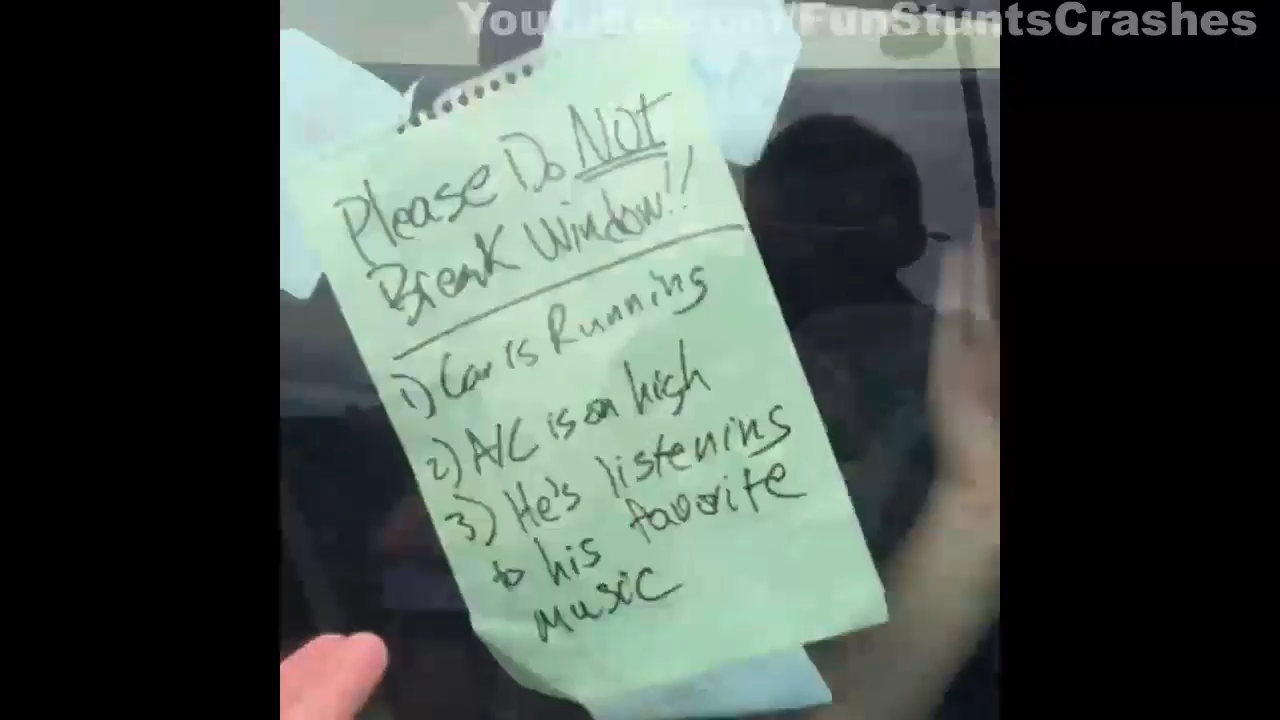 Youtube.com/FunStuntsCrashes
Please Do NOT
Break Window!!
1) Car is Running
2) A/C is on high
3) He's listening
to his favorite
music